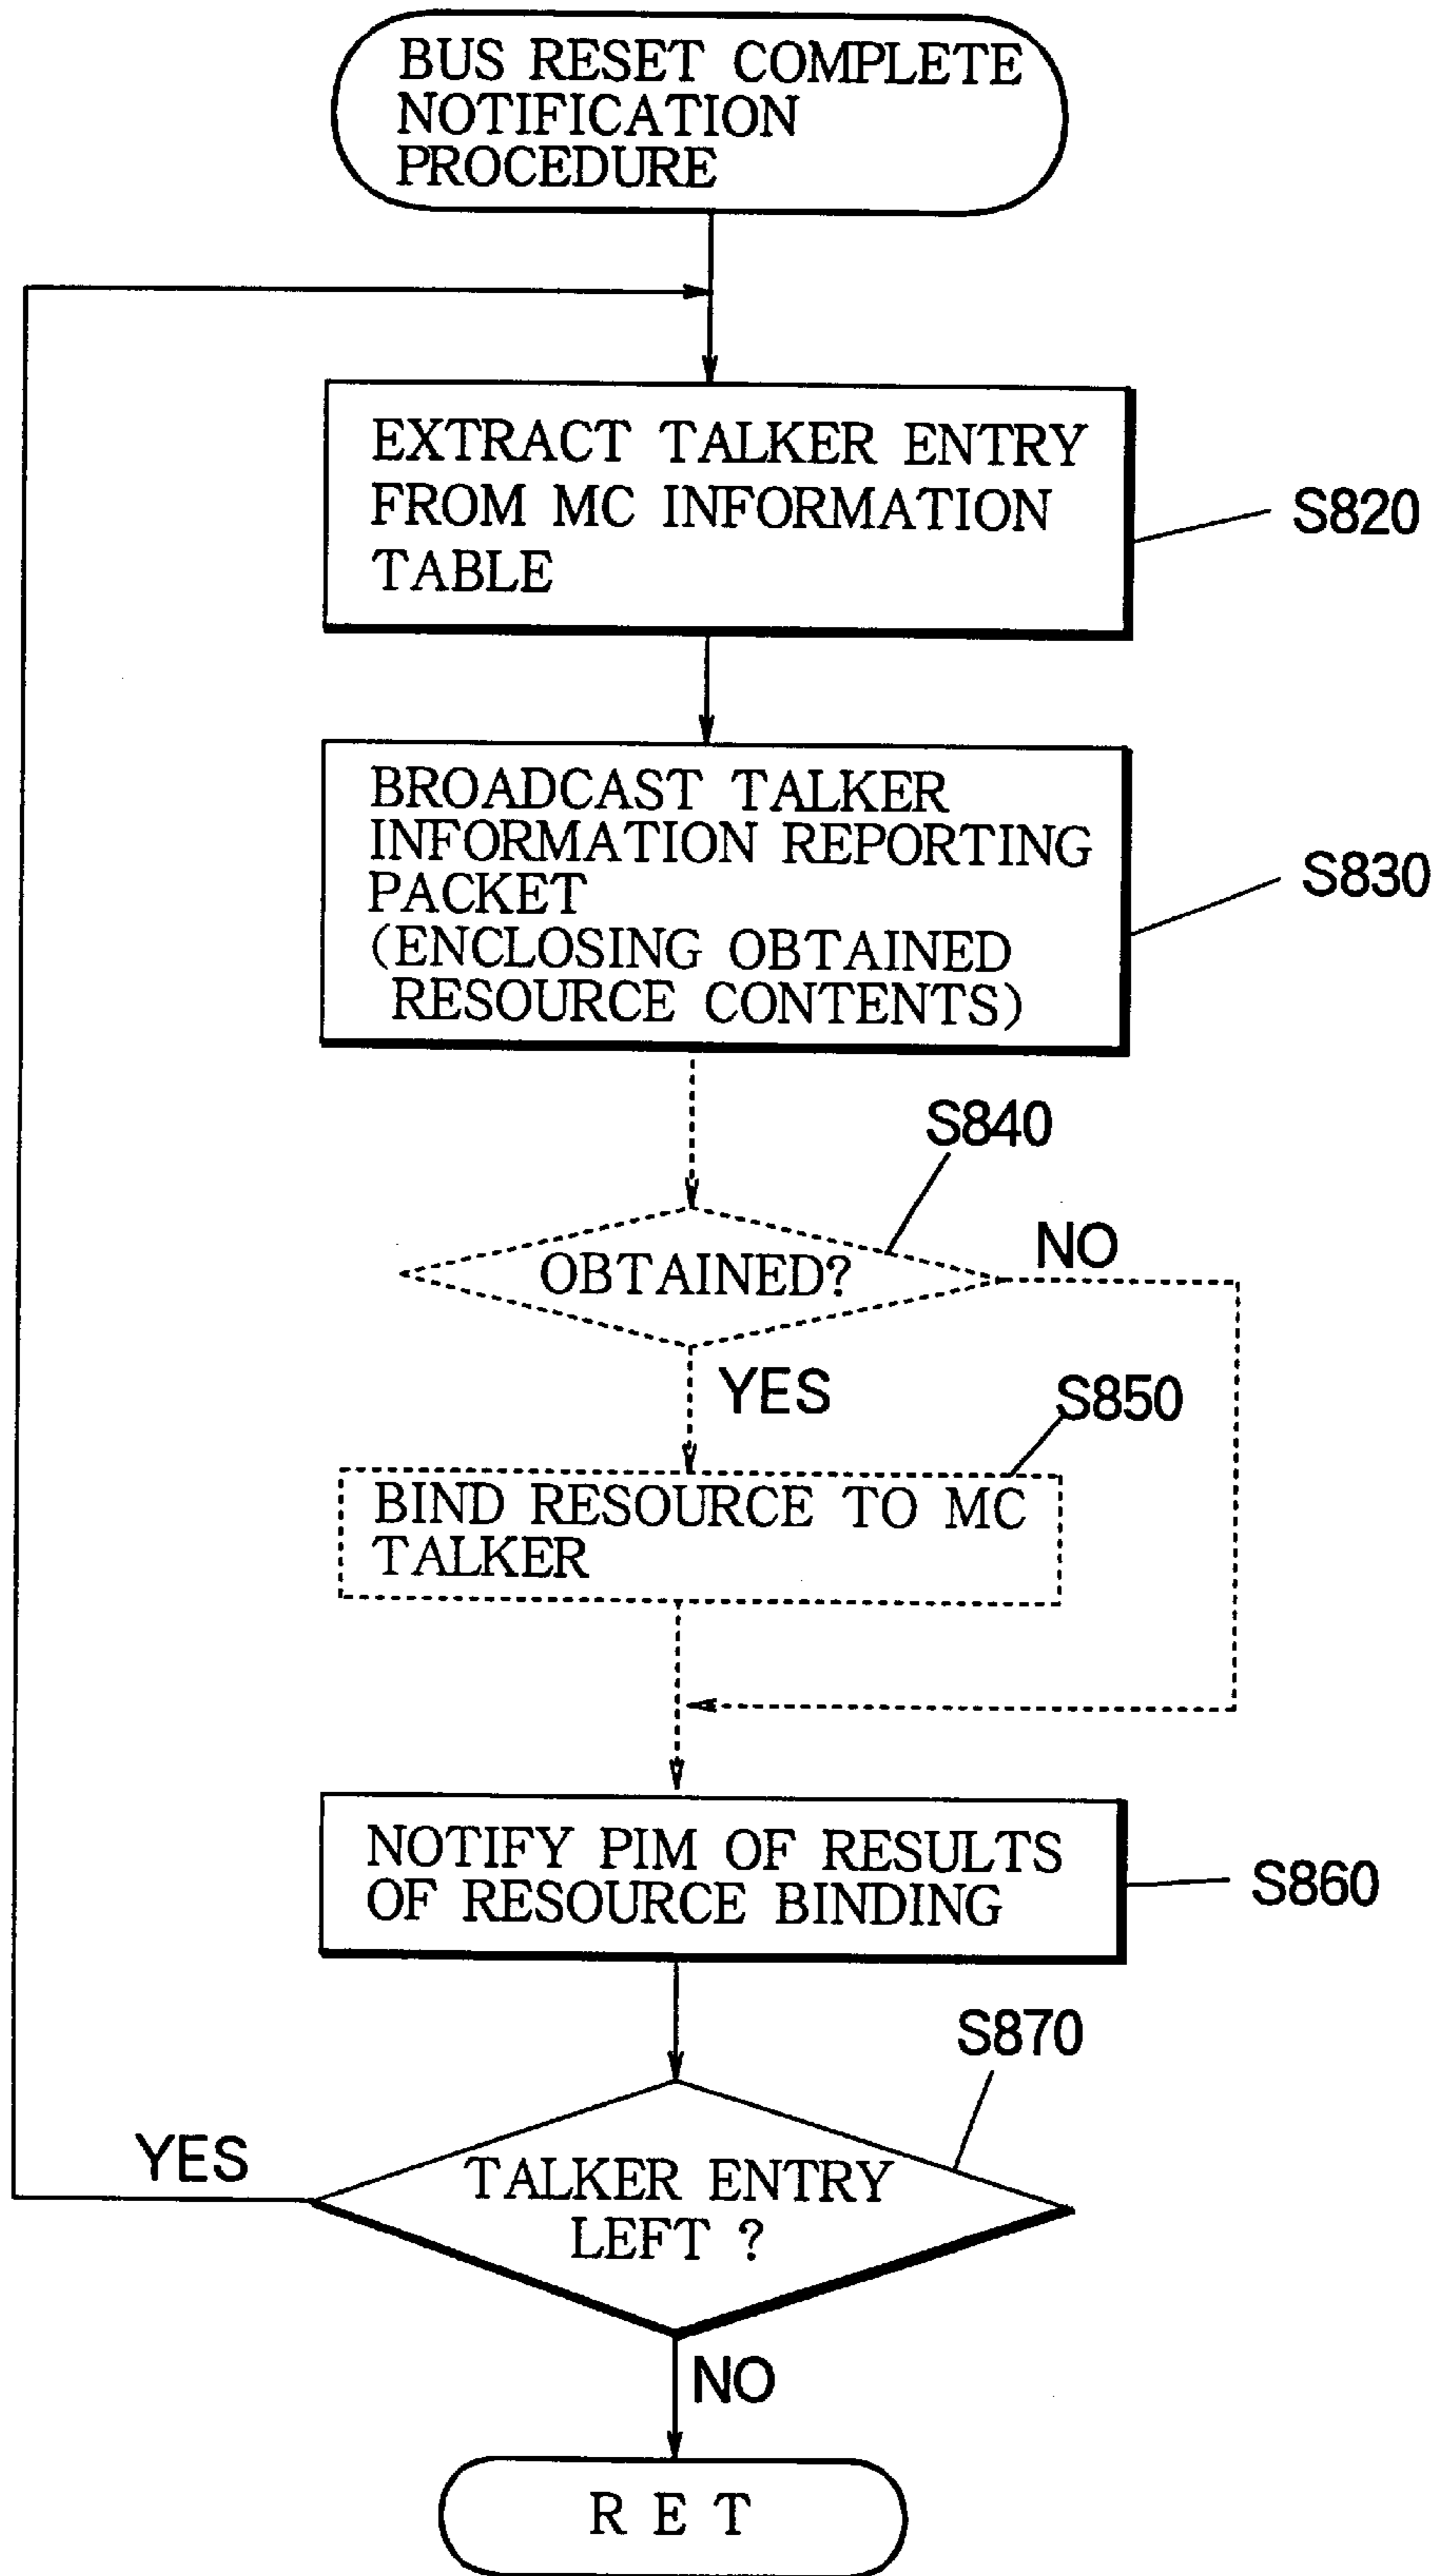 BUS RESET COMPLETE
NOTIFICATION
PROCEDURE
EXTRACT TALKER ENTRY
FROM MC INFORMATION
TABLE
S820
BROADCAST TALKER
INFORMATION REPORTING
PACKET
(ENCLOSING OBTAINED
RESOURCE CONTENTS)
S830
S840
OBTAINED?
NO
YES
S850
BIND RESOURCE TO MC
TALKER
NOTIFY PIM OF RESULTS
OF RESOURCE BINDING
S860
S870
YES
TALKER ENTRY
LEFT ?
NO
R E T